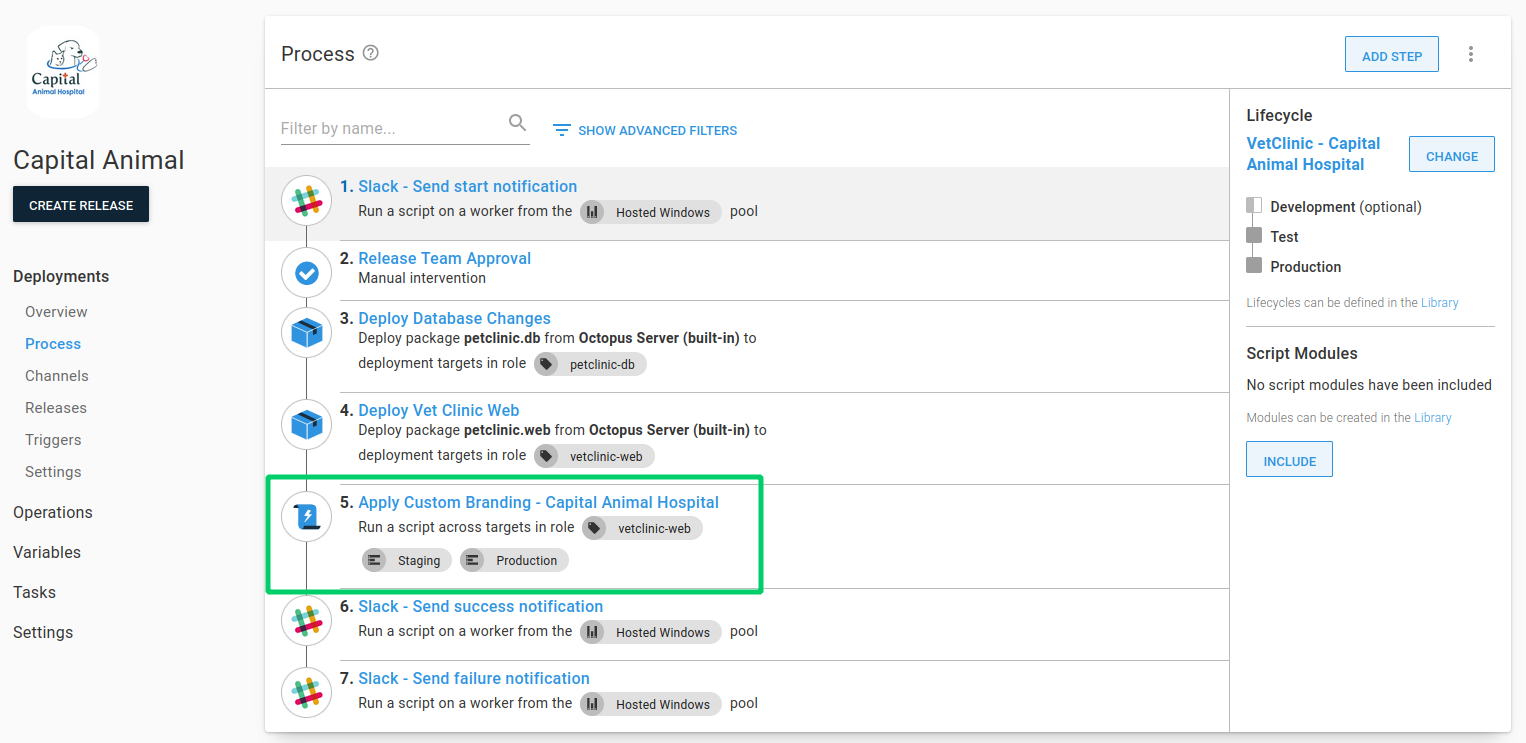 Capital
Animal Hospital
Capital Animal
CREATE RELEASE
Deployments
Overview
Process
Channels
Releases
Triggers
Settings
Operations
Variables
Tasks
Settings
Process ?
ADD STEP
Filter by name...
SHOW ADVANCED FILTERS
1. Slack - Send start notification
Run a script on a worker from the Hosted Windows pool
2. Release Team Approval
Manual intervention
3. Deploy Database Changes
Deploy package petclinic.db from Octopus Server (built-in) to
deployment targets in role petclinic-db
4. Deploy Vet Clinic Web
Deploy package petclinic.web from Octopus Server (built-in) to
deployment targets in role vetclinic-web
5. Apply Custom Branding - Capital Animal Hospital
Run a script across targets in role vetclinic-web
Staging Production
6. Slack - Send success notification
Run a script on a worker from the Hosted Windows pool
7. Slack - Send failure notification
Run a script on a worker from the Hosted Windows pool
Lifecycle
VetClinic - Capital
Animal Hospital
CHANGE
Development (optional)
Test
Production
Lifecycles can be defined in the Library
Script Modules
No script modules have been included
Modules can be created in the Library
INCLUDE